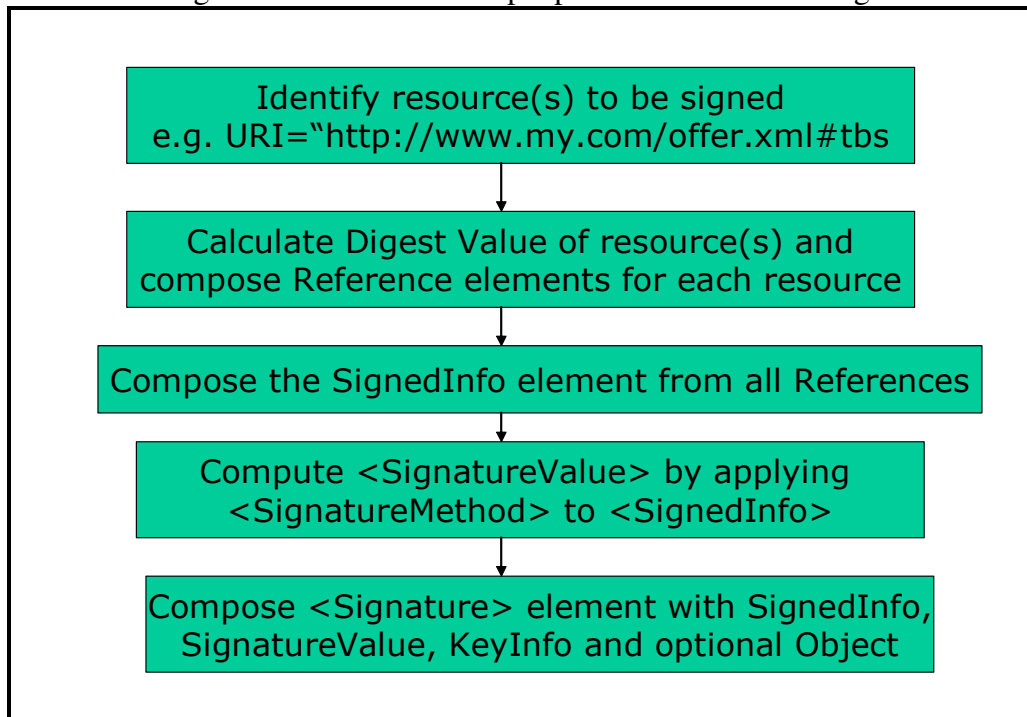 Identify resource(s) to be signed
e.g. URI=“http://www.my.com/offer.xml#tbs
Calculate Digest Value of resource(s) and
compose Reference elements for each resource
Compose the SignedInfo element from all References
Compute <SignatureValue> by applying
<SignatureMethod> to <SignedInfo>
Compose <Signature> element with SignedInfo,
SignatureValue, KeyInfo and optional Object